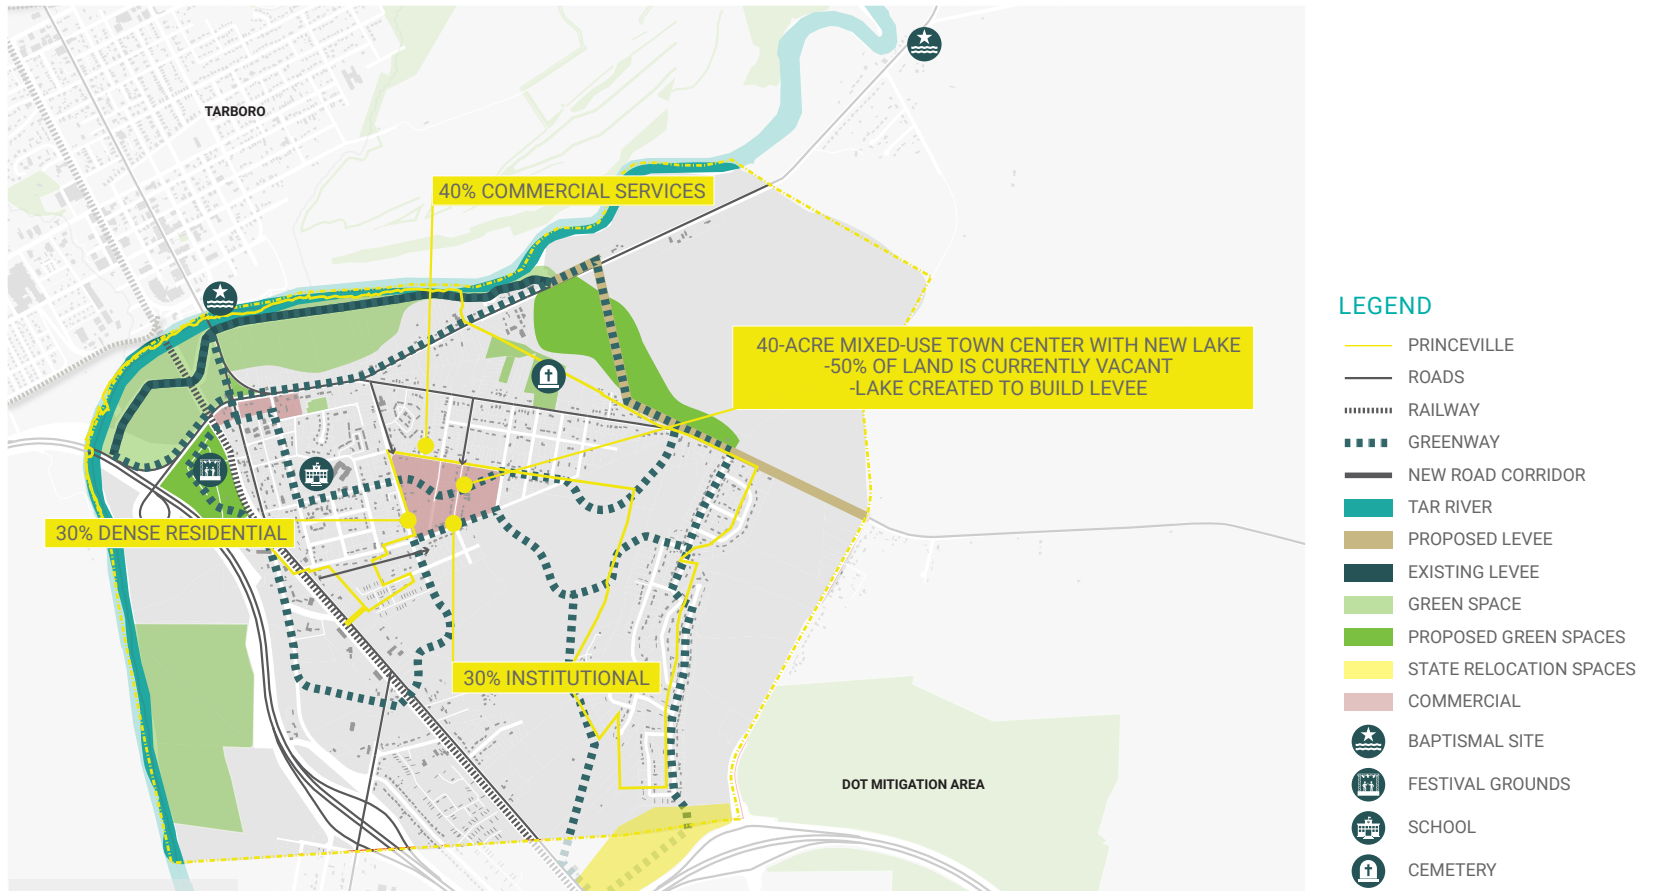 TARBORO
40% COMMERCIAL SERVICES
40-ACRE MIXED-USE TOWN CENTER WITH NEW LAKE
-50% OF LAND IS CURRENTLY VACANT
-LAKE CREATED TO BUILD LEVEE
30% DENSE RESIDENTIAL
30% INSTITUTIONAL
DOT MITIGATION AREA
LEGEND
PRINCEVILLE
ROADS
RAILWAY
GREENWAY
NEW ROAD CORRIDOR
TAR RIVER
PROPOSED LEVEE
EXISTING LEVEE
GREEN SPACE
PROPOSED GREEN SPACES
STATE RELOCATION SPACES
COMMERCIAL
BAPTISMAL SITE
FESTIVAL GROUNDS
SCHOOL
CEMETERY